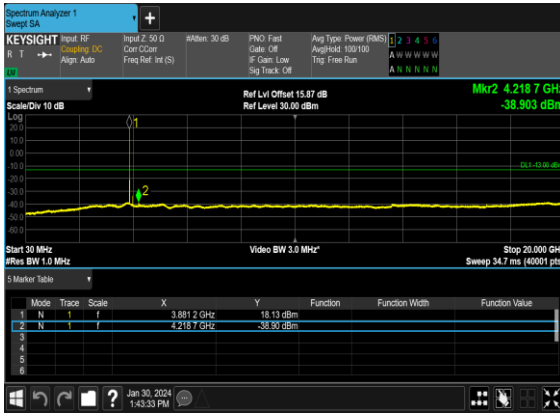 Spectrum Analyzer 1
Swept SA
+
KEYSIGHT Input: RF Input Z: 50 Ω #Atten: 30 dB PNO: Fast Avg Type: Power (RMS) 1 2 3 4 5 6
R T Coupling: DC Corr CCorr Gate: Off Avg|Hold: 100/100 A W W W W W
Align: Auto Freq Ref: Int (S) IF Gain: Low Trig: Free Run
Sig Track: Off A N N N N N
1 Spectrum Ref Lvl Offset 15.87 dB Mkr2 4.218 7 GHz
Scale/Div 10 dB Ref Level 30.00 dBm -38.903 dBm
Log
20.0
10.0
0.00
-10.0
-20.0
-30.0
-40.0
-50.0
-60.0
1
2
DL1 -13.00 dBm
Start 30 MHz Video BW 3.0 MHz* Stop 20.000 GH
#Res BW 1.0 MHz Sweep 34.7 ms (40001 pts
5 Marker Table
Mode Trace Scale X Y Function Function Width Function Value
1 N 1 f 3.881 2 GHz 18.13 dBm
2 N 1 f 4.218 7 GHz -38.90 dBm
3
4
5
6
? Jan 30, 2024
1:43:33 PM